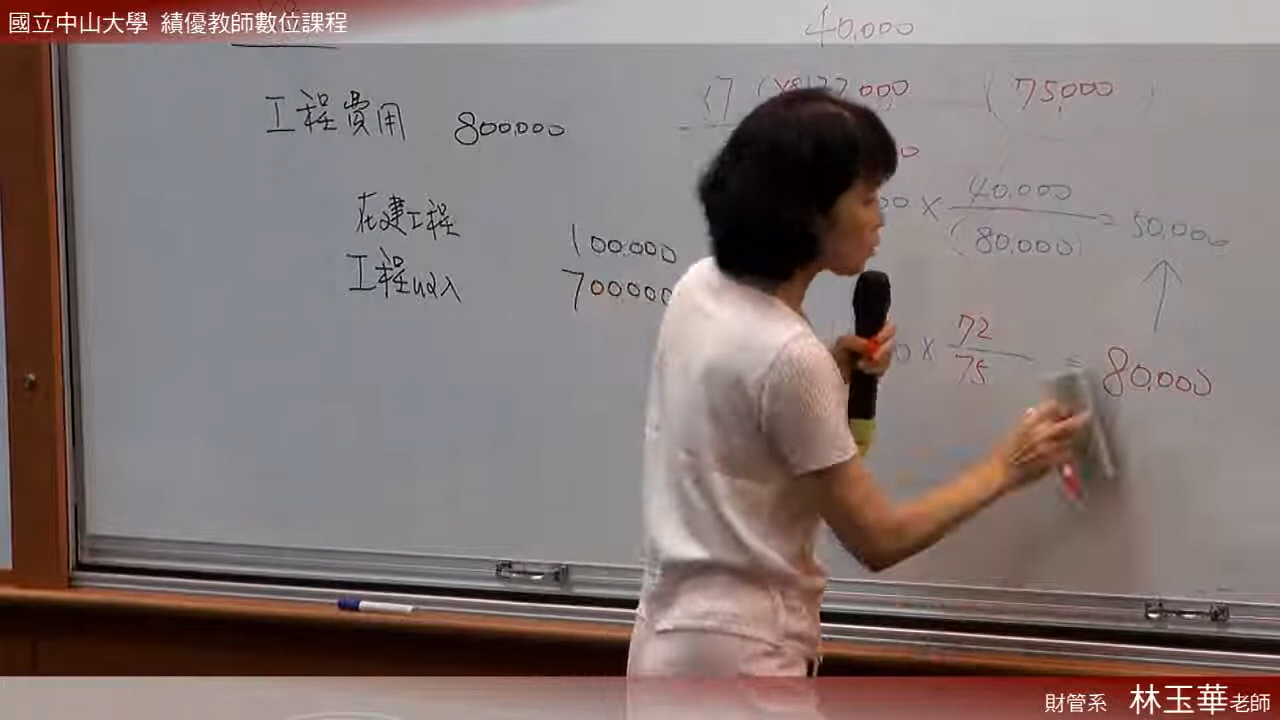 國立中山大學 績優教師數位課程
40,000
(75,000)
工程費用 800,000
× 40,000 = 50,000
(80,000)
在建工程 100,000
工程收入 700,000
× 72 = 80,000
75
財管系 林玉華老師